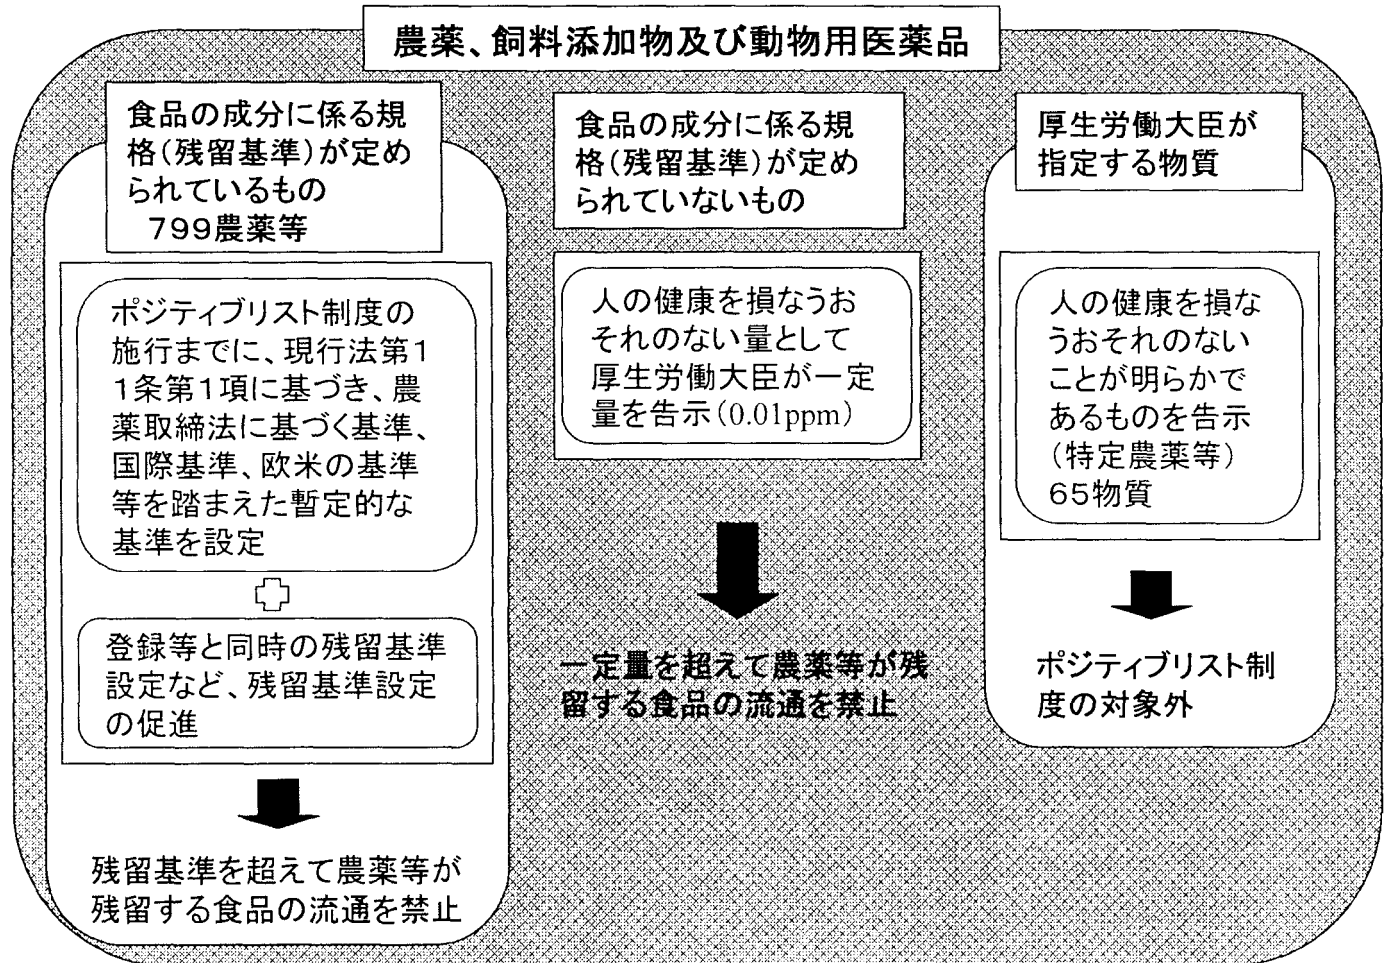 農薬、飼料添加物及び動物用医薬品
食品の成分に係る規
格(残留基準)が定め
られているもの
799農薬等
ポジティブリスト制度の
施行までに、現行法第1
1条第1項に基づき、農
薬取締法に基づく基準、
国際基準、欧米の基準
等を踏まえた暫定的な
基準を設定
登録等と同時の残留基準
設定など、残留基準設定
の促進
残留基準を超えて農薬等が
残留する食品の流通を禁止
食品の成分に係る規
格(残留基準)が定め
られていないもの
人の健康を損なうお
それのない量として
厚生労働大臣が一定
量を告示(0.01ppm)
一定量を超えて農薬等が残
留する食品の流通を禁止
厚生労働大臣が
指定する物質
人の健康を損な
うおそれのない
ことが明らかで
あるものを告示
(特定農薬等)
65物質
ポジティブリスト制
度の対象外